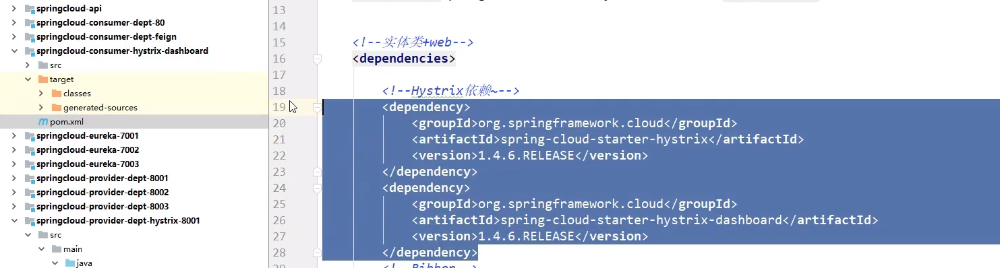 springcloud-api
springcloud-consumer-dept-80
springcloud-consumer-dept-feign
springcloud-consumer-hystrix-dashboard
src
target
classes
generated-sources
pom.xml
springcloud-eureka-7001
springcloud-eureka-7002
springcloud-eureka-7003
springcloud-provider-dept-8001
springcloud-provider-dept-8002
springcloud-provider-dept-8003
springcloud-provider-dept-hystrix-8001
src
main
java
13
14
15 <!--实体类+web-->
16 <dependencies>
17
18 <!--Hystrix依赖~-->
19 <dependency>
20 <groupId>org.springframework.cloud</groupId>
21 <artifactId>spring-cloud-starter-hystrix</artifactId>
22 <version>1.4.6.RELEASE</version>
23 </dependency>
24 <dependency>
25 <groupId>org.springframework.cloud</groupId>
26 <artifactId>spring-cloud-starter-hystrix-dashboard</artifactId>
27 <version>1.4.6.RELEASE</version>
28 </dependency>